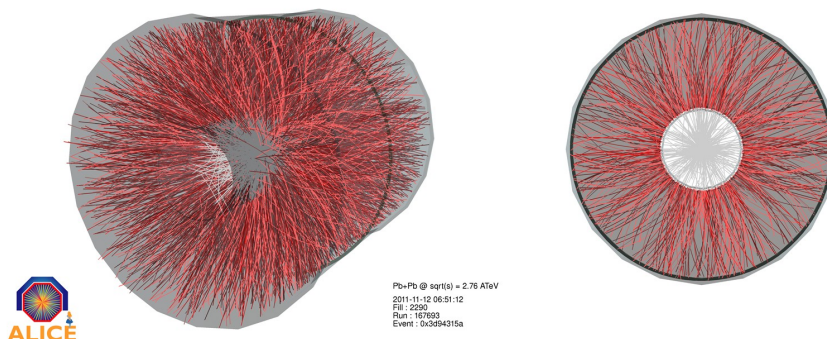 Pb+Pb @ sqrt(s) = 2.76 ATeV
2011-11-12 06:51:12
Fill : 2290
Run : 167693
Event : 0x3d94315a
ALICE